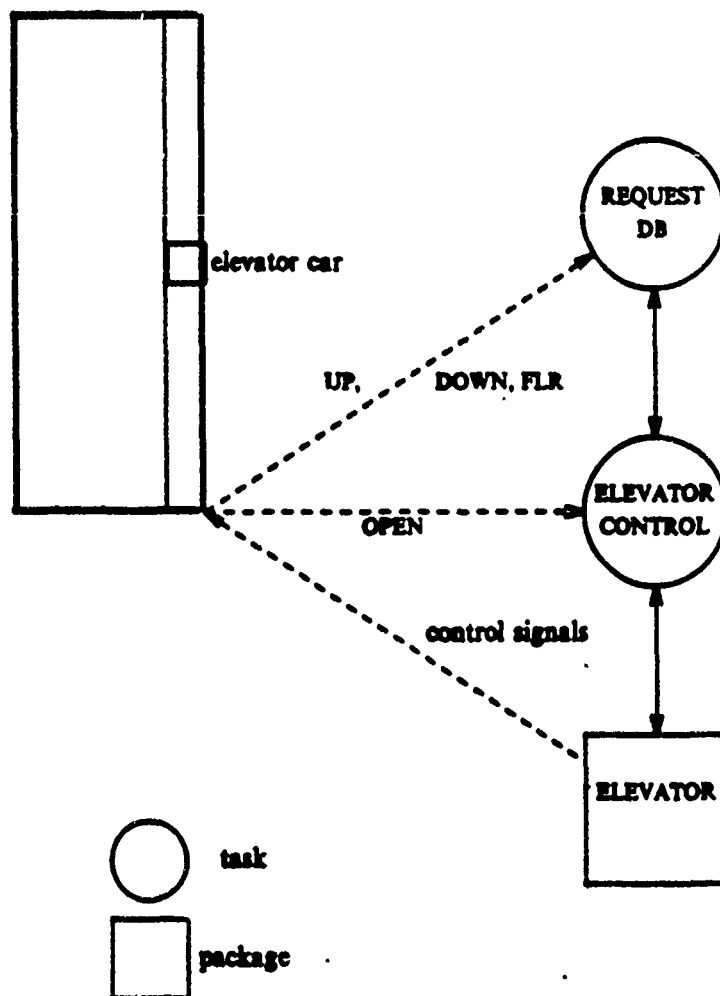 REQUEST
DB
elevator car
UP, DOWN, FLR
ELEVATOR
CONTROL
OPEN
control signals
ELEVATOR
task
package